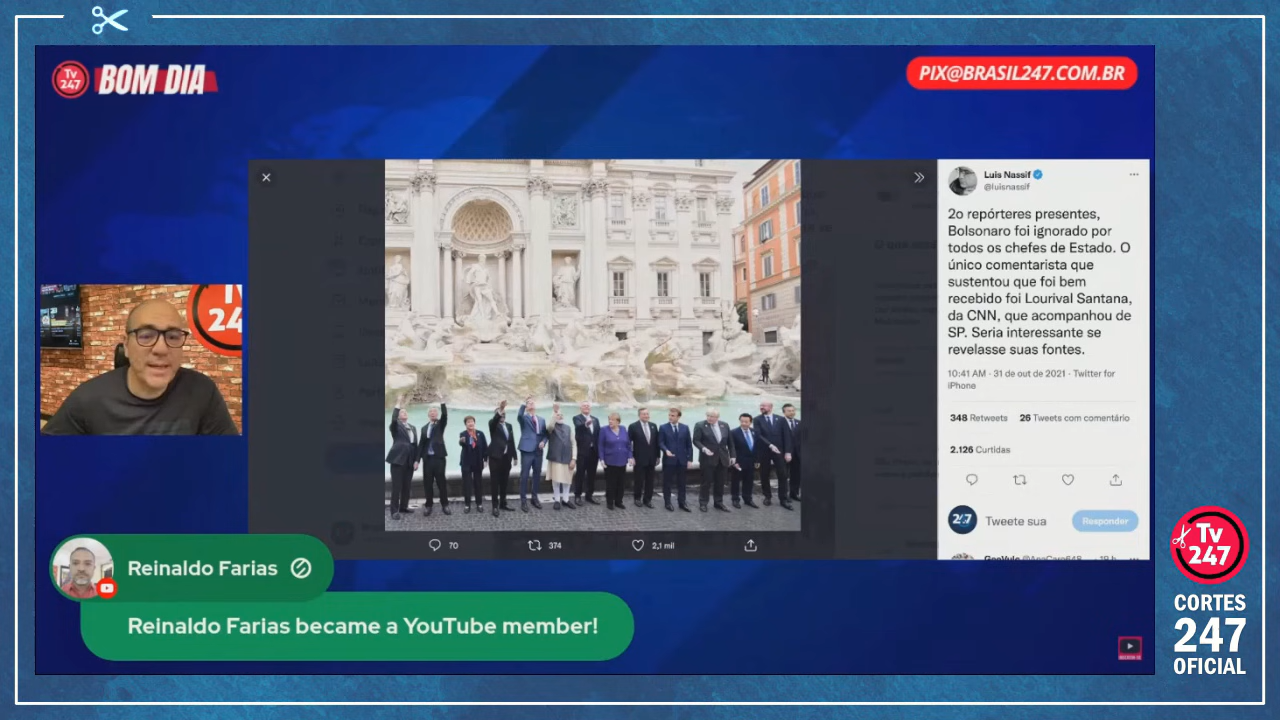 Tv
247
BOM DIA
PIX@BRASIL247.COM.BR
Luis Nassif
@luisnassif
2o repórteres presentes,
Bolsonaro foi ignorado por
todos os chefes de Estado. O
único comentarista que
sustentou que foi bem
recebido foi Lourival Santana,
da CNN, que acompanhou de
SP. Seria interessante se
revelasse suas fontes.
10:41 AM · 31 de out de 2021 · Twitter for
iPhone
348 Retweets 26 Tweets com comentário
2.126 Curtidas
247
Tweete sua
Responder
70
374
2,1 mil
Reinaldo Farias
Reinaldo Farias became a YouTube member!
Tv
247
CORTES
247
OFICIAL